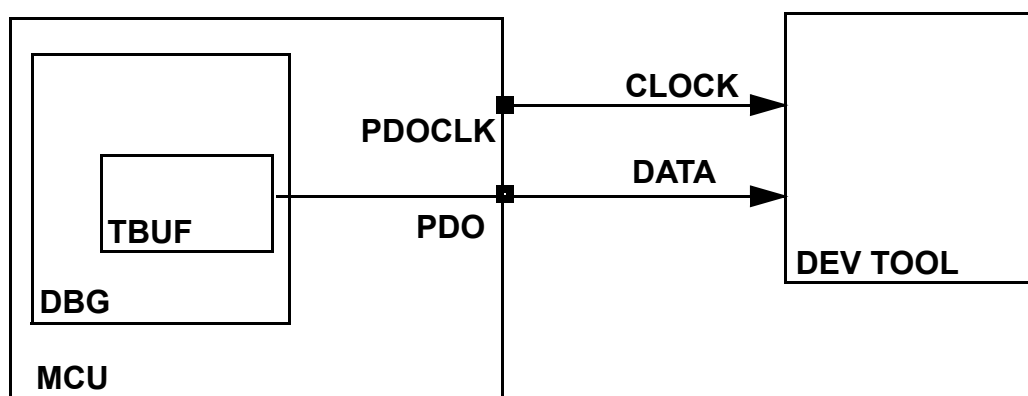 CLOCK
PDOCLK
DATA
TBUF
PDO
DEV TOOL
DBG
MCU